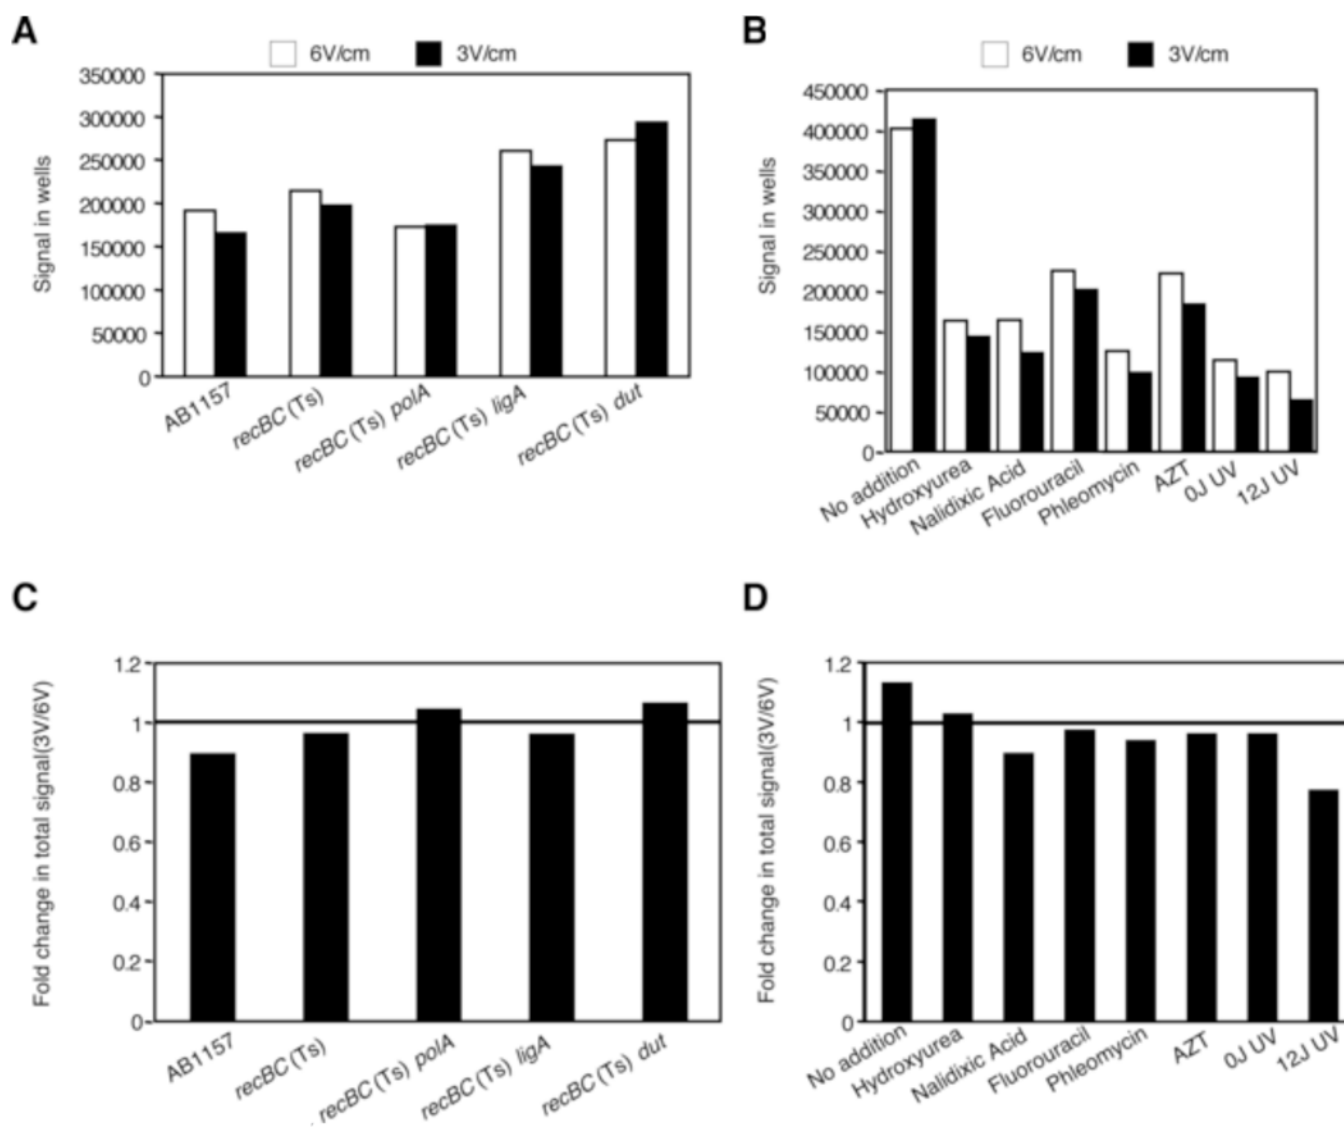 A
6V/cm 3V/cm
350000
300000
250000
200000
150000
100000
50000
0
Signal in wells
AB1157
recBC (Ts)
recBC (Ts) polA
recBC (Ts) ligA
recBC (Ts) dut
B
6V/cm 3V/cm
450000
400000
350000
300000
250000
200000
150000
100000
50000
0
Signal in wells
No addition
Hydroxyurea
Nalidixic Acid
Fluorouracil
Phleomycin
AZT
0J UV
12J UV
C
1.2
1
0.8
0.6
0.4
0.2
0
Fold change in total signal(3V/6V)
AB1157
recBC (Ts)
recBC (Ts) polA
recBC (Ts) ligA
recBC (Ts) dut
D
1.2
1
0.8
0.6
0.4
0.2
0
Fold change in total signal(3V/6V)
No addition
Hydroxyurea
Nalidixic Acid
Fluorouracil
Phleomycin
AZT
0J UV
12J UV